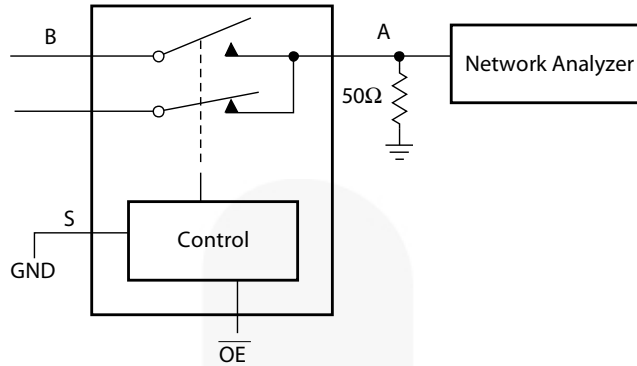 B
A
Network Analyzer
50Ω
S
Control
GND
OE